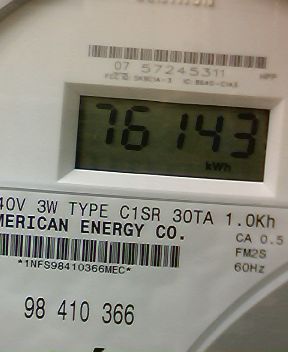 07 57245311
HPP
76143
kWh
40V 3W TYPE C1SR 30TA 1.0Kh
MERICAN ENERGY CO.
CA 0.5
FM2S
60Hz
*1NFS98410366MEC*
98 410 366